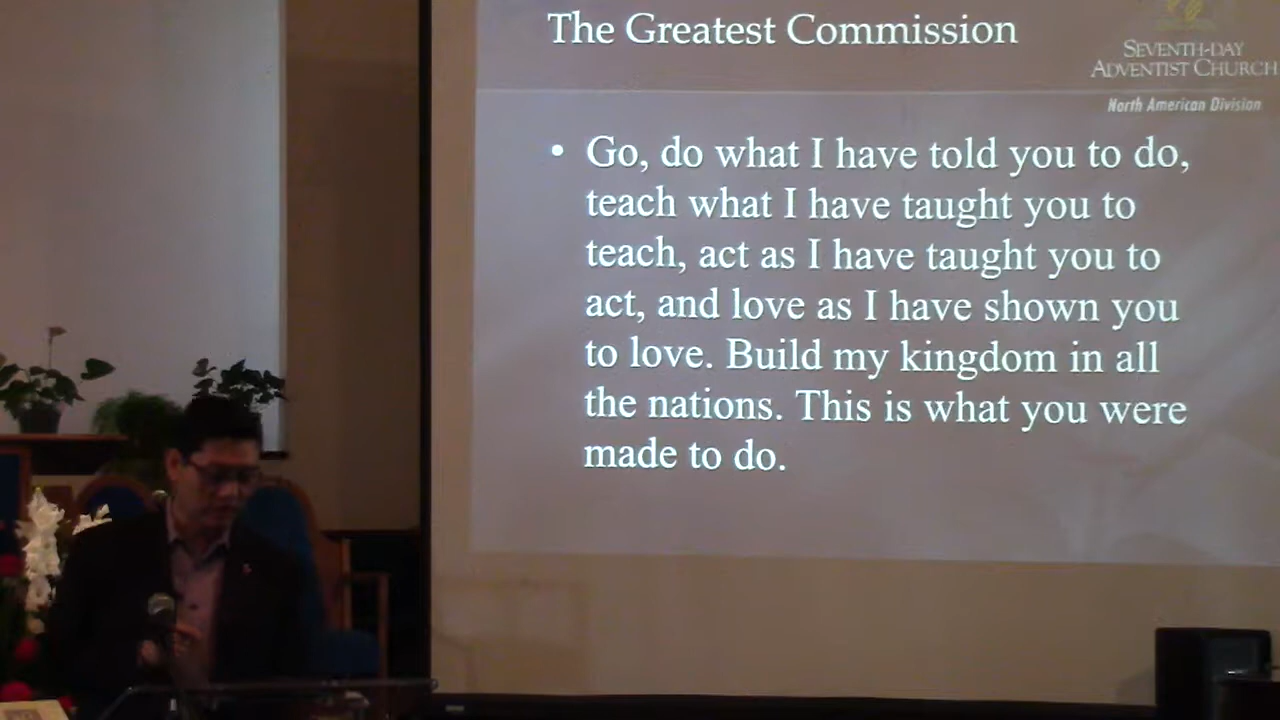 The Greatest Commission
SEVENTH-DAY
ADVENTIST CHURCH
North American Division
• Go, do what I have told you to do,
teach what I have taught you to
teach, act as I have taught you to
act, and love as I have shown you
to love. Build my kingdom in all
the nations. This is what you were
made to do.